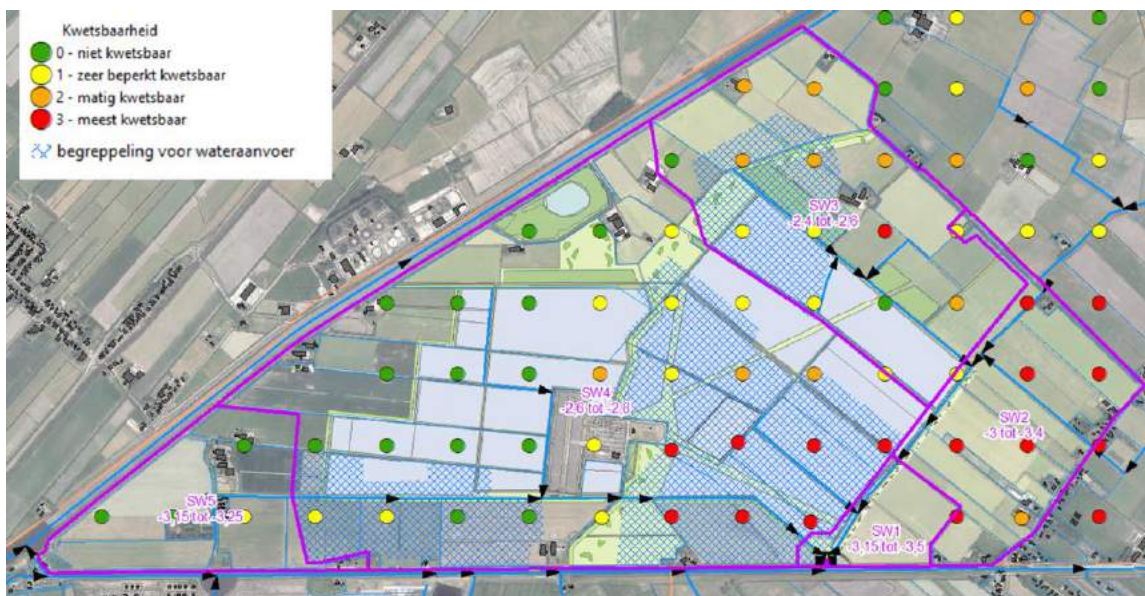 Kwetsbaarheid
0 - niet kwetsbaar
1 - zeer beperkt kwetsbaar
2 - matig kwetsbaar
3 - meest kwetsbaar
begreppeling voor wateraanvoer
SW3
-2,4 tot -2,6
SW4
-2,6 tot -2,8
SW2
-3 tot -3,4
SW5
-3,15 tot -3,25
SW1
-3,15 tot -3,5